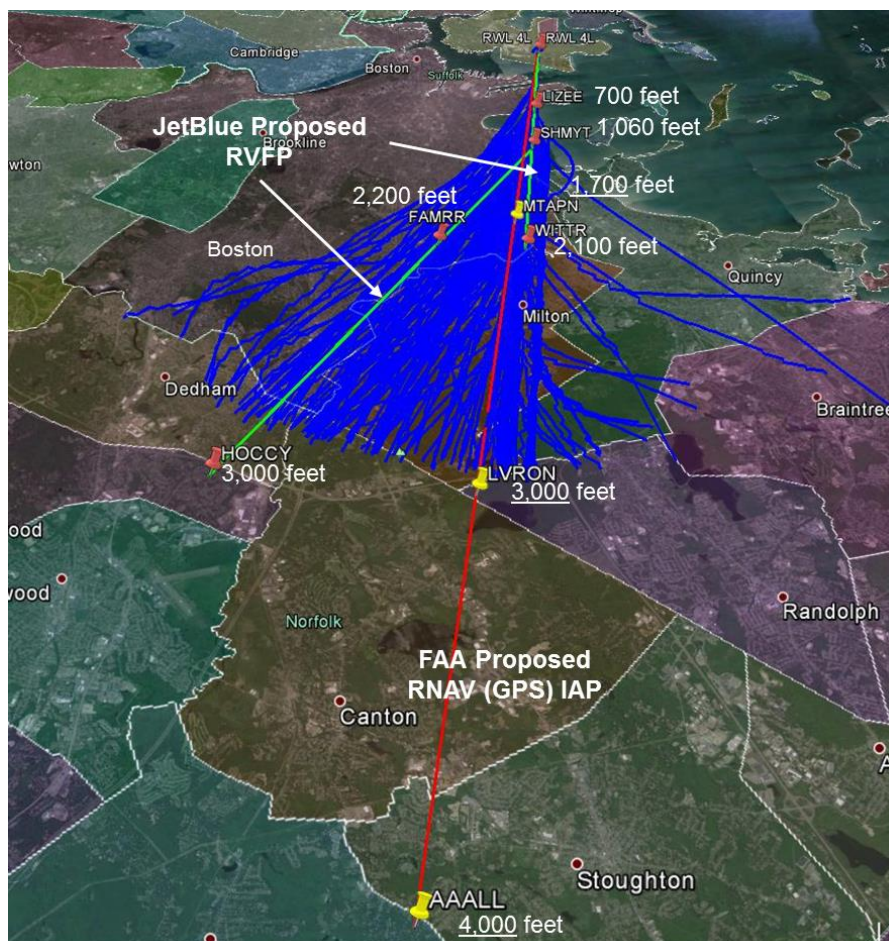 Winthrop
RWL 4L RWL 4L
Cambridge
Boston
Suffolk
LIZEE 700 feet
JetBlue Proposed
RVFP
SHMYT 1,060 feet
Brookline
1,700 feet
2,200 feet
MTAPN
FAMRR
WITTR
2,100 feet
Boston
Quincy
Milton
Dedham
Braintree
HOCCY
3,000 feet
LVRON
3,000 feet
Randolph
Norfolk
FAA Proposed
RNAV (GPS) IAP
Canton
Stoughton
AAALL
4,000 feet